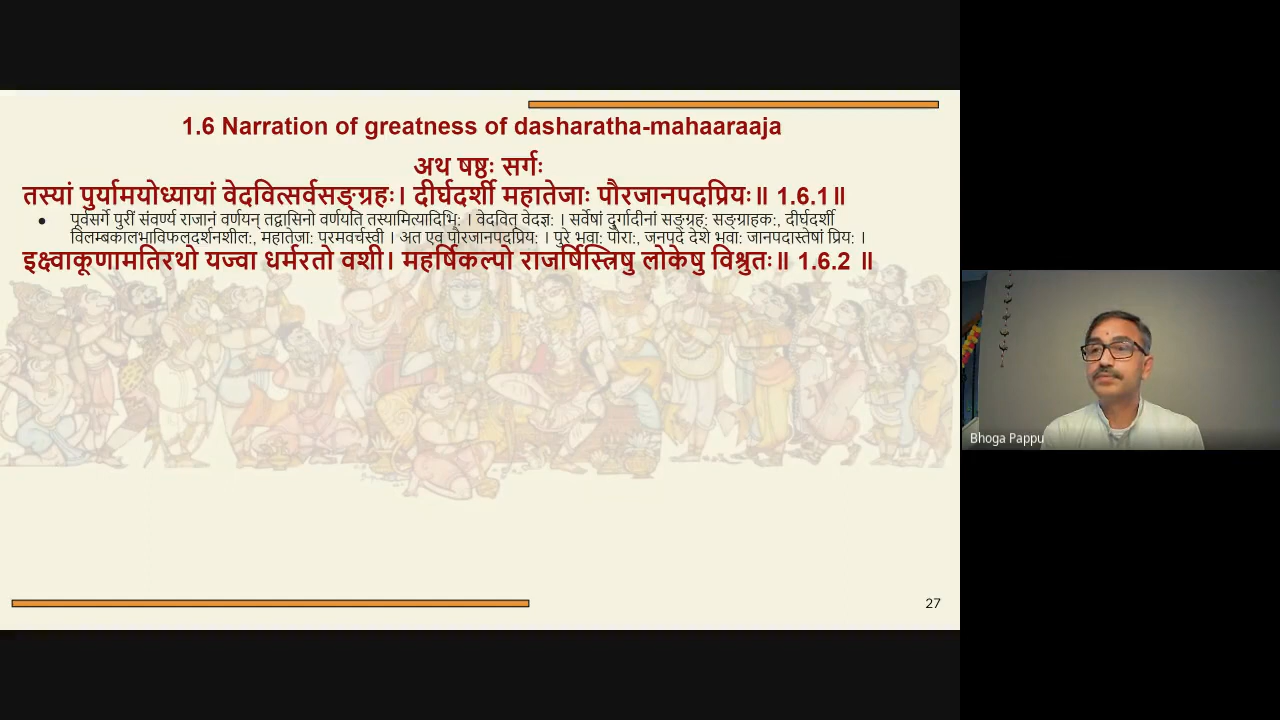 1.6 Narration of greatness of dasharatha-mahaaraaja
अथ षष्ठः सर्गः
तस्यां पुर्यामयोध्यायां वेदवित्सर्वसङ्ग्रहः। दीर्घदर्शी महातेजाः पौरजानपदप्रियः॥ 1.6.1॥
● पूर्वसर्गे पुरीं संवर्ण्य राजानं वर्णयन् तद्वासिनो वर्णयति तस्यामित्यादिभिः । वेदवित् वेदज्ञः । सर्वेषां दुर्गादीनां सङ्ग्रहः सङ्ग्राहकः, दीर्घदर्शी
विलम्बकालभाविफलदर्शनशीलः, महातेजाः परमवर्चस्वी । अत एव पौरजानपदप्रियः । पुरे भवाः पौराः, जनपदे देशे भवाः जानपदास्तेषां प्रियः ।
इक्ष्वाकूणामतिरथो यज्वा धर्मरतो वशी। महर्षिकल्पो राजर्षिस्त्रिषु लोकेषु विश्रुतः॥ 1.6.2 ॥
Bhoga Pappu
27